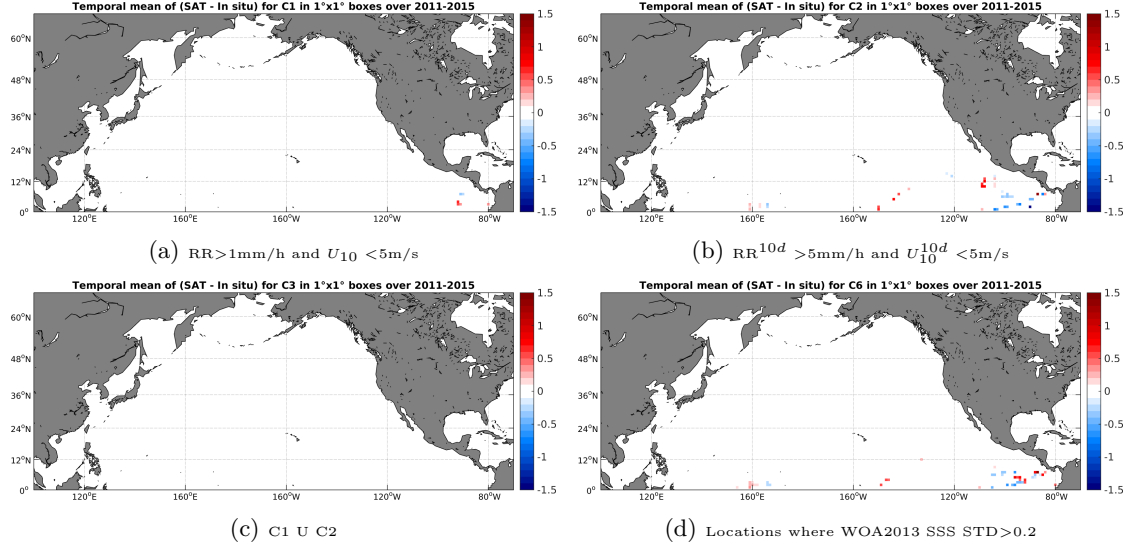 Temporal mean of (SAT - In situ) for C1 in 1°x1° boxes over 2011-2015
60°N
48°N
36°N
24°N
12°N
0°
120°E
160°E
160°W
120°W
80°W
1.5
1
0.5
0
-0.5
-1
-1.5
(a) RR>1mm/h and U10 <5m/s
Temporal mean of (SAT - In situ) for C2 in 1°x1° boxes over 2011-2015
60°N
48°N
36°N
24°N
12°N
0°
120°E
160°E
160°W
120°W
80°W
1.5
1
0.5
0
-0.5
-1
-1.5
(b) RR^10d >5mm/h and U10^10d <5m/s
Temporal mean of (SAT - In situ) for C3 in 1°x1° boxes over 2011-2015
60°N
48°N
36°N
24°N
12°N
0°
120°E
160°E
160°W
120°W
80°W
1.5
1
0.5
0
-0.5
-1
-1.5
(c) C1 U C2
Temporal mean of (SAT - In situ) for C6 in 1°x1° boxes over 2011-2015
60°N
48°N
36°N
24°N
12°N
0°
120°E
160°E
160°W
120°W
80°W
1.5
1
0.5
0
-0.5
-1
-1.5
(d) Locations where WOA2013 SSS STD>0.2